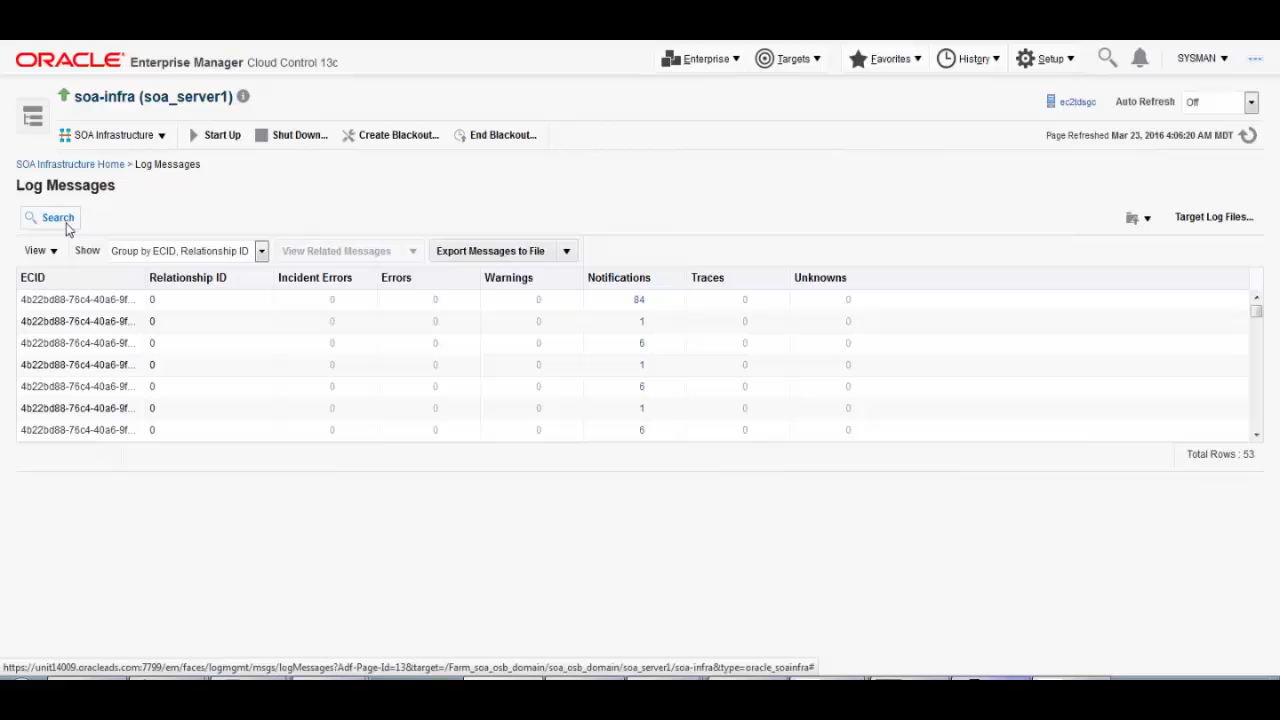 ORACLE Enterprise Manager Cloud Control 13c
Enterprise Targets Favorites History Setup SYSMAN
soa-infra (soa_server1)
ec2tdsgc Auto Refresh Off
SOA Infrastructure Start Up Shut Down... Create Blackout... End Blackout...
Page Refreshed Mar 23, 2016 4:06:20 AM MDT
SOA Infrastructure Home > Log Messages
Log Messages
Search
Target Log Files...
View Show Group by ECID, Relationship ID View Related Messages Export Messages to File
ECID Relationship ID Incident Errors Errors Warnings Notifications Traces Unknowns
4b22bd88-76c4-40a6-9f... 0 0 0 0 84 0 0
4b22bd88-76c4-40a6-9f... 0 0 0 0 1 0 0
4b22bd88-76c4-40a6-9f... 0 0 0 0 6 0 0
4b22bd88-76c4-40a6-9f... 0 0 0 0 1 0 0
4b22bd88-76c4-40a6-9f... 0 0 0 0 6 0 0
4b22bd88-76c4-40a6-9f... 0 0 0 0 1 0 0
4b22bd88-76c4-40a6-9f... 0 0 0 0 6 0 0
Total Rows : 53
https://unit14009.oracleads.com:7799/em/faces/logmgmt/msgs/logMessages?Adf-Page-Id=13&target=/Farm_soa_osb_domain/soa_osb_domain/soa_server1/soa-infra&type=oracle_soainfra#